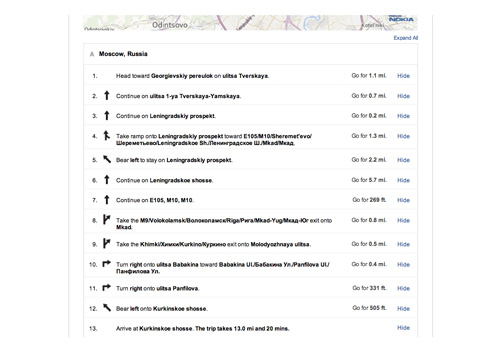 Odintsovo
NOKIA
Expand All
A Moscow, Russia
1. Head toward Georgievskiy pereulok on ulitsa Tverskaya. Go for 1.1 mi. Hide
2. Continue on ulitsa 1-ya Tverskaya-Yamskaya. Go for 0.7 mi. Hide
3. Continue on Leningradskiy prospekt. Go for 0.2 mi. Hide
4. Take ramp onto Leningradskiy prospekt toward E105/M10/Sheremet'evo/ Go for 1.3 mi. Hide
Шереметьево/Leningradskoe Sh./Ленинградское Ш./Mkad/Мкад.
5. Bear left to stay on Leningradskiy prospekt. Go for 2.2 mi. Hide
6. Continue on Leningradskoe shosse. Go for 5.7 mi. Hide
7. Continue on E105, M10, M10. Go for 269 ft. Hide
8. Take the M9/Volokolamsk/Волоколамск/Riga/Рига/Mkad-Yug/Мкад-Юг exit onto Go for 0.8 mi. Hide
Mkad.
9. Take the Khimki/Химки/Kurkino/Куркино exit onto Molodyozhnaya ulitsa. Go for 0.5 mi. Hide
10. Turn right onto ulitsa Babakina toward Babakina Ul./Бабакина Ул./Panfilova Ul./ Go for 0.4 mi. Hide
Панфилова Ул.
11. Turn right onto ulitsa Panfilova. Go for 331 ft. Hide
12. Bear left onto Kurkinskoe shosse. Go for 505 ft. Hide
13. Arrive at Kurkinskoe shosse. The trip takes 13.0 mi and 20 mins. Hide